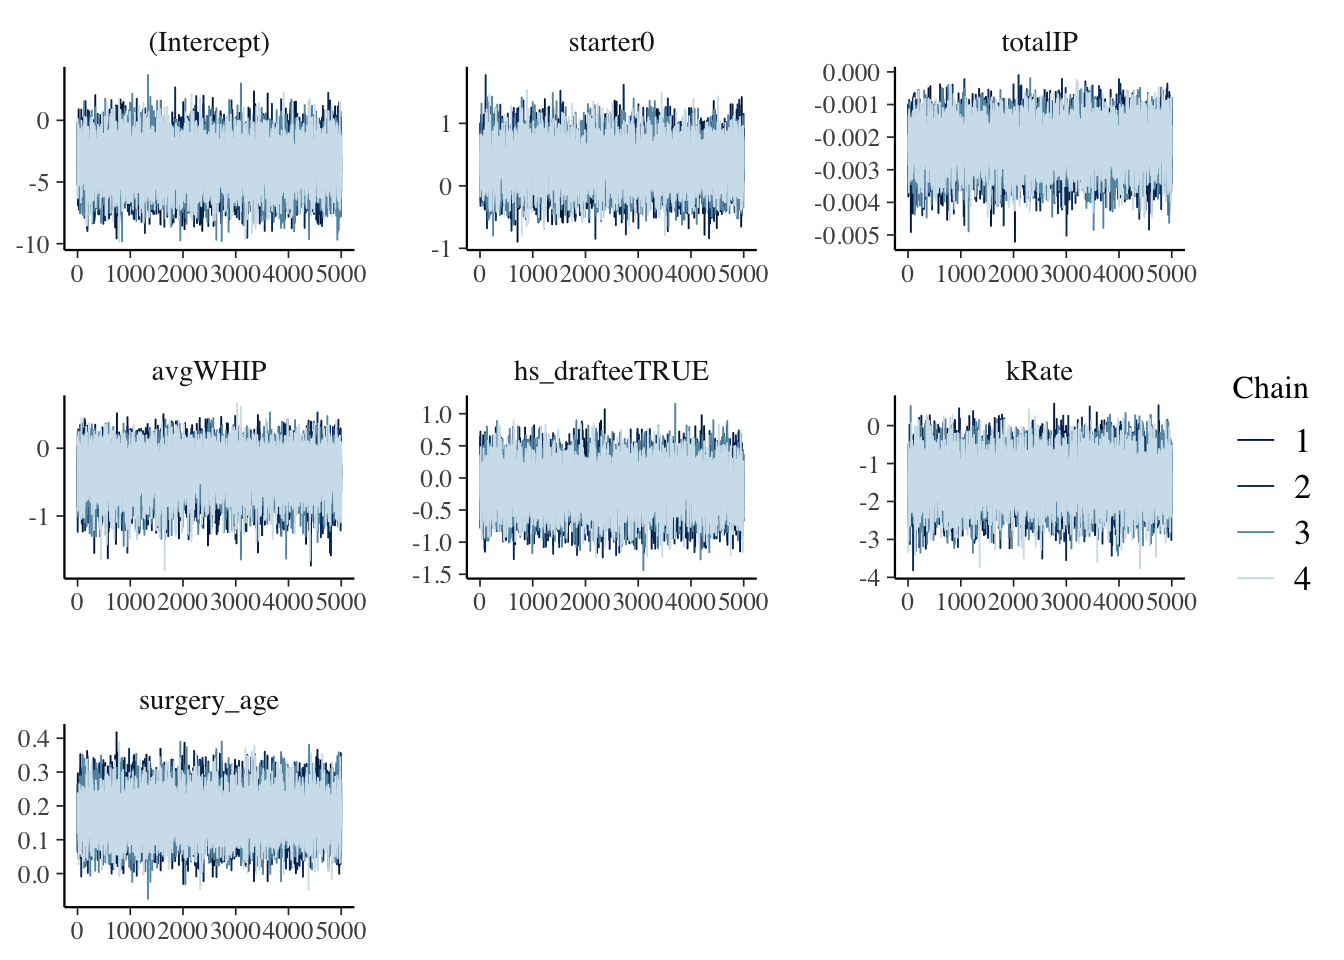 (Intercept)
starter0
totalIP
0
-5
-10
1
0
-1
0.000
-0.001
-0.002
-0.003
-0.004
-0.005
0 1000 2000 3000 4000 5000
0 1000 2000 3000 4000 5000
0 1000 2000 3000 4000 5000
avgWHIP
hs_drafteeTRUE
kRate
0
-1
1.0
0.5
0.0
-0.5
-1.0
-1.5
0
-1
-2
-3
-4
0 1000 2000 3000 4000 5000
0 1000 2000 3000 4000 5000
0 1000 2000 3000 4000 5000
Chain
1
2
3
4
surgery_age
0.4
0.3
0.2
0.1
0.0
0 1000 2000 3000 4000 5000